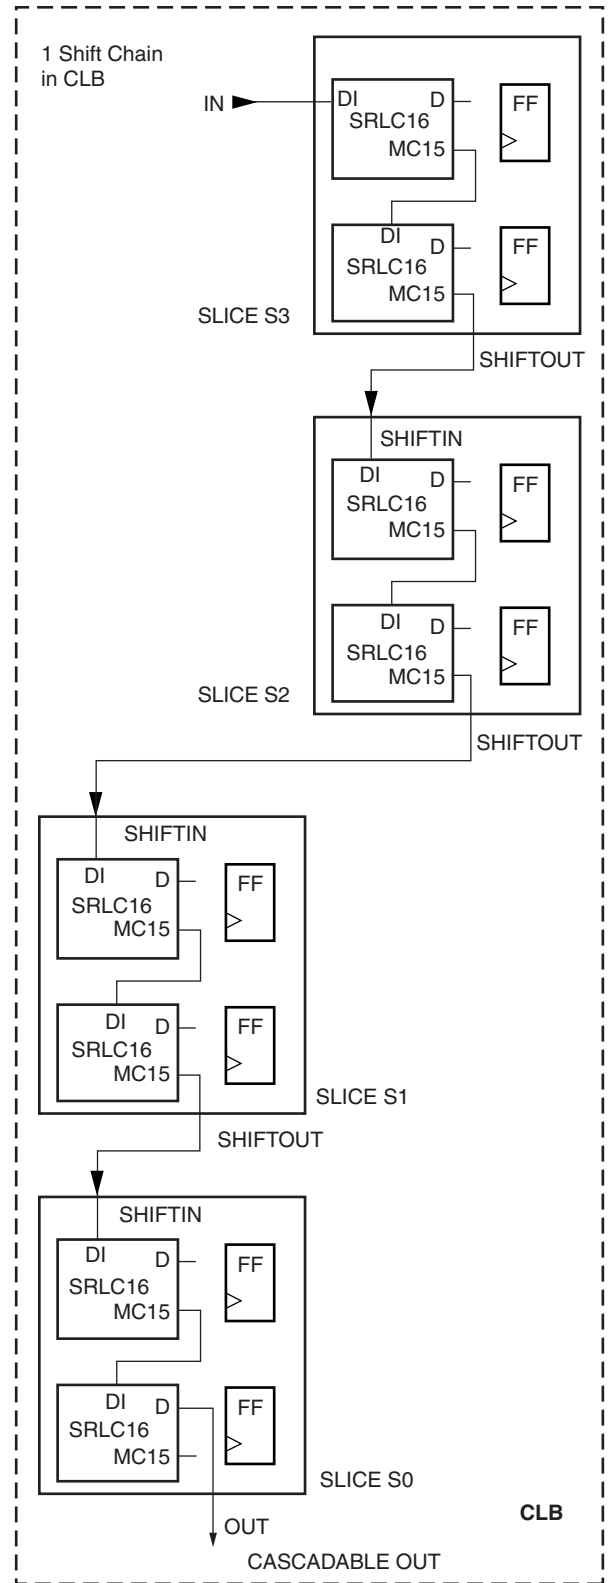 1 Shift Chain
in CLB
IN
DI
D
SRLC16
MC15
FF
DI
D
SRLC16
MC15
FF
SLICE S3
SHIFTOUT
SHIFTIN
DI
D
SRLC16
MC15
FF
DI
D
SRLC16
MC15
FF
SLICE S2
SHIFTOUT
SHIFTIN
DI
D
SRLC16
MC15
FF
DI
D
SRLC16
MC15
FF
SLICE S1
SHIFTOUT
SHIFTIN
DI
D
SRLC16
MC15
FF
DI
D
SRLC16
MC15
FF
SLICE S0
CLB
OUT
CASCADABLE OUT